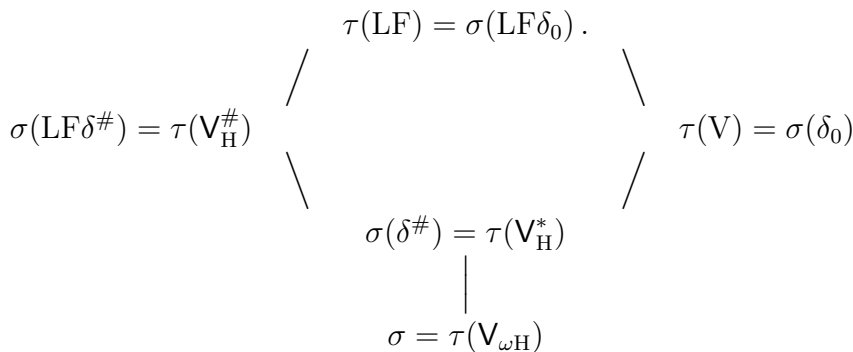 τ(LF) = σ(LFδ₀) .
σ(LFδ^#) = τ(V_H^#) τ(V) = σ(δ₀)
σ(δ^#) = τ(V_H^*)
σ = τ(V_ωH)